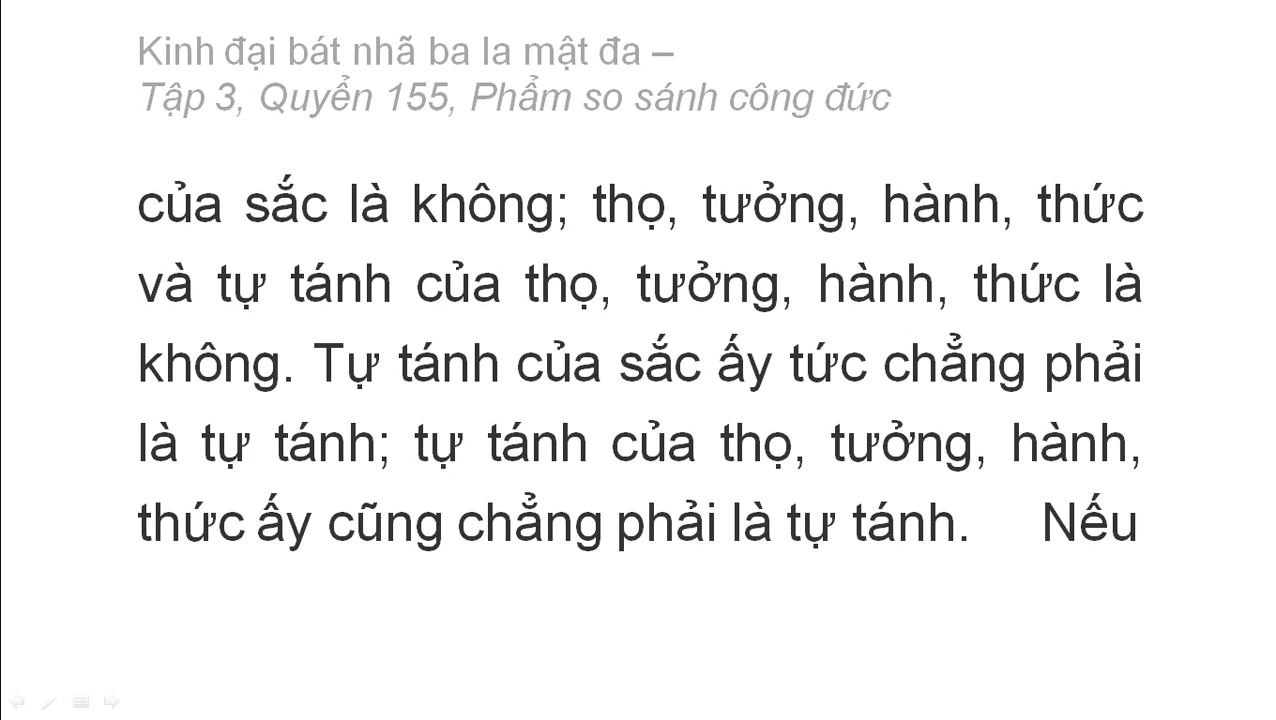 Kinh đại bát nhã ba la mật đa –
Tập 3, Quyển 155, Phẩm so sánh công đức
của sắc là không; thọ, tưởng, hành, thức
và tự tánh của thọ, tưởng, hành, thức là
không. Tự tánh của sắc ấy tức chẳng phải
là tự tánh; tự tánh của thọ, tưởng, hành,
thức ấy cũng chẳng phải là tự tánh. Nếu